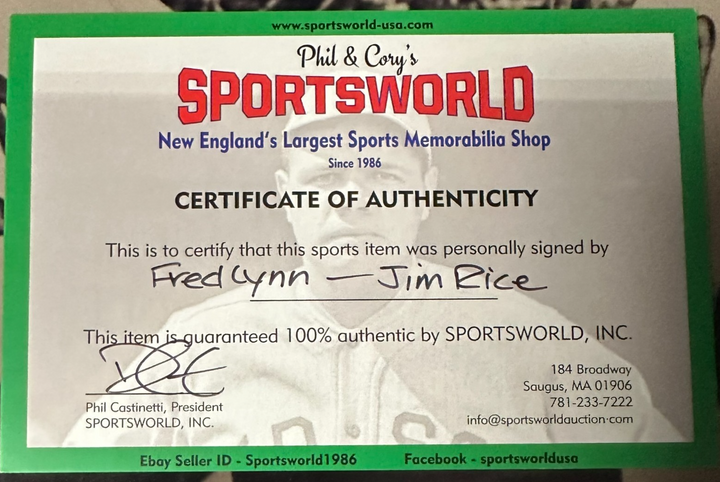 www.sportsworld-usa.com
Phil & Cory's
SPORTSWORLD
New England's Largest Sports Memorabilia Shop
Since 1986
CERTIFICATE OF AUTHENTICITY
This is to certify that this sports item was personally signed by
Fred Lynn — Jim Rice
This item is guaranteed 100% authentic by SPORTSWORLD, INC.
Phil Castinetti, President
SPORTSWORLD, INC.
184 Broadway
Saugus, MA 01906
781-233-7222
info@sportsworldauction.com
Ebay Seller ID - Sportsworld1986 Facebook - sportsworldusa